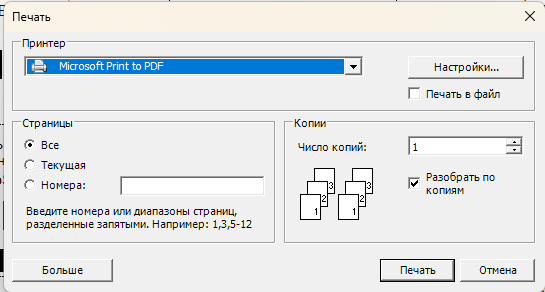 Печать
Принтер
Microsoft Print to PDF
Настройки...
Печать в файл
Страницы
Все
Текущая
Номера:
Введите номера или диапазоны страниц,
разделенные запятыми. Например: 1,3,5-12
Копии
Число копий:
1
3 3
2 2
1 1
Разобрать по
копиям
Больше
Печать
Отмена